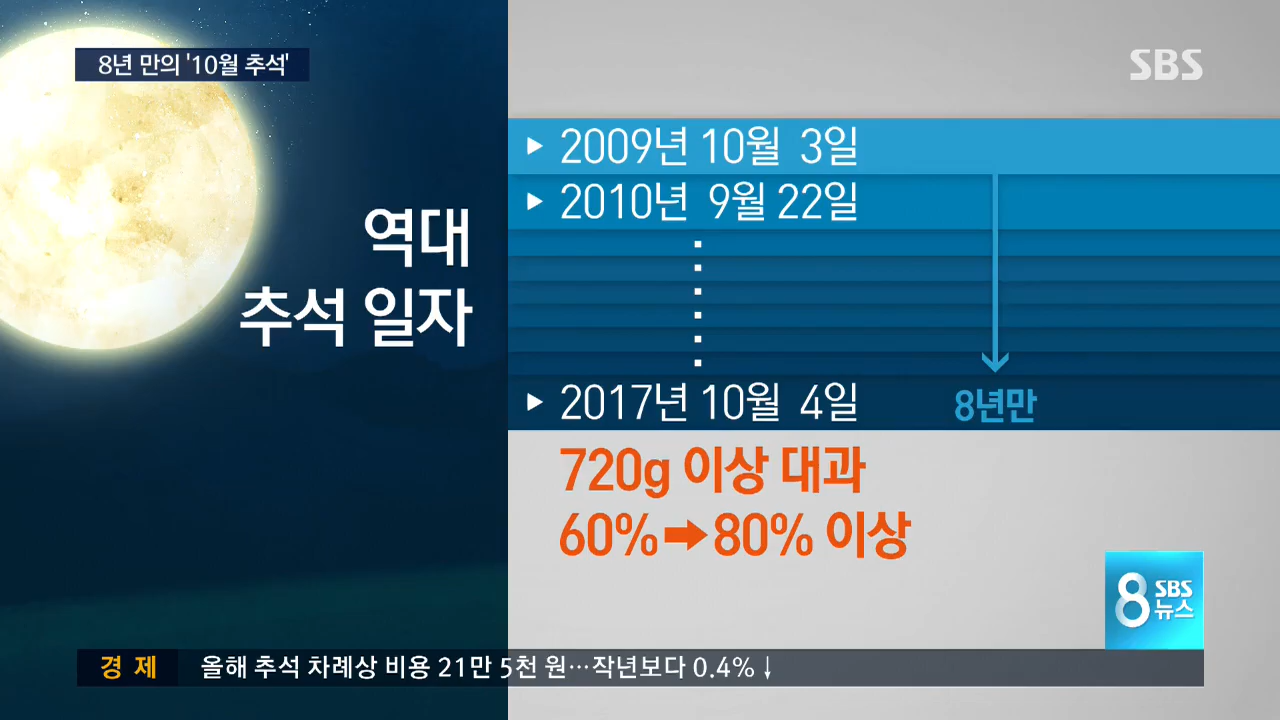 8년 만의 '10월 추석'
SBS
역대
추석 일자
▶ 2009년 10월 3일
▶ 2010년 9월 22일
▶ 2017년 10월 4일
8년만
720g 이상 대과
60%➡80% 이상
8 SBS
뉴스
경제 올해 추석 차례상 비용 21만 5천 원…작년보다 0.4%↓